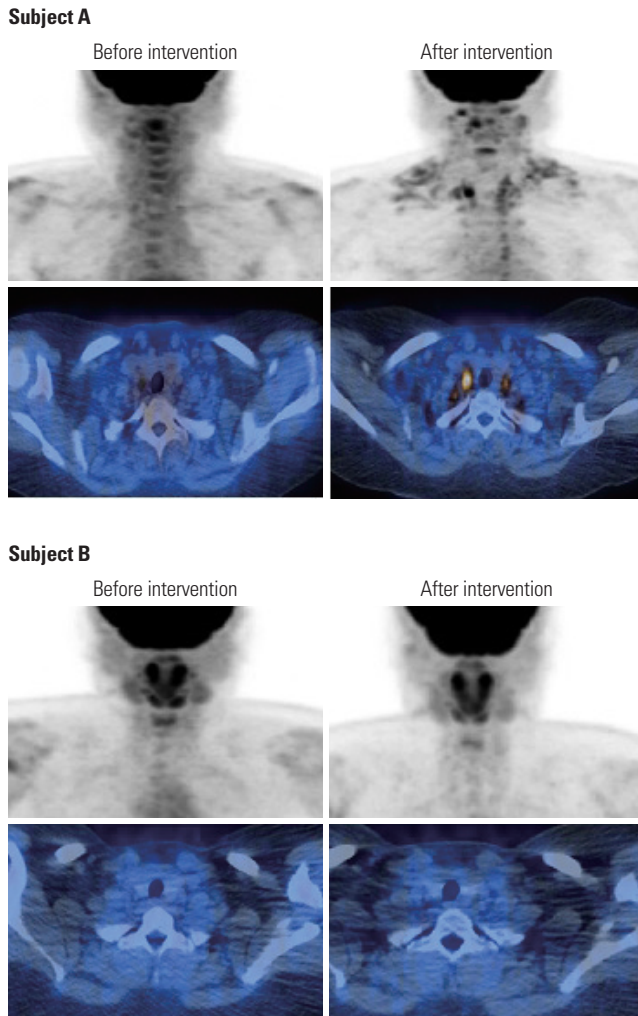 Subject A
Before intervention
After intervention
Subject B
Before intervention
After intervention